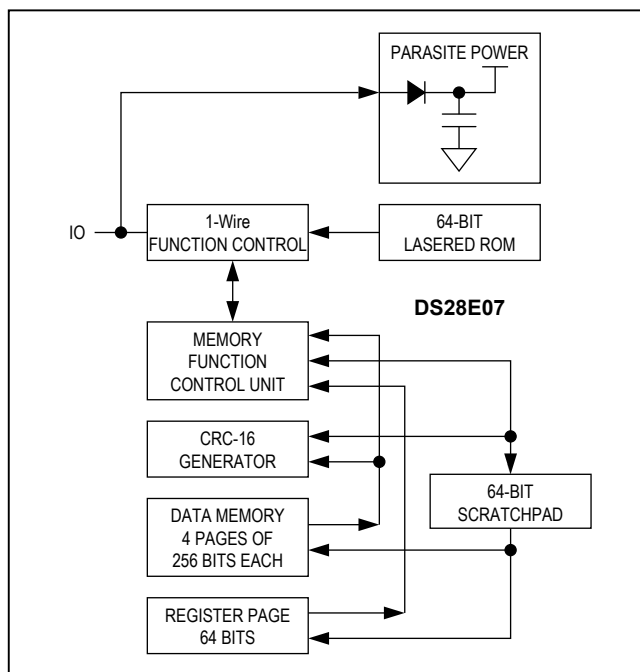 PARASITE POWER
IO
1-Wire
FUNCTION CONTROL
64-BIT
LASERED ROM
DS28E07
MEMORY
FUNCTION
CONTROL UNIT
CRC-16
GENERATOR
64-BIT
SCRATCHPAD
DATA MEMORY
4 PAGES OF
256 BITS EACH
REGISTER PAGE
64 BITS